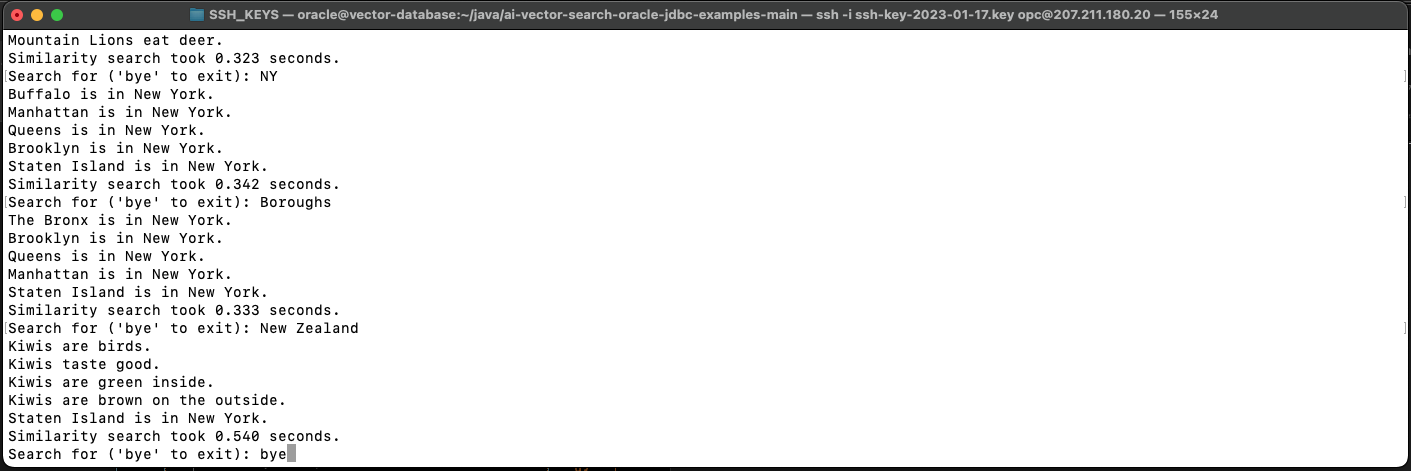 SSH_KEYS — oracle@vector-database:~/java/ai-vector-search-oracle-jdbc-examples-main — ssh -i ssh-key-2023-01-17.key opc@207.211.180.20 — 155×24
Mountain Lions eat deer.
Similarity search took 0.323 seconds.
[Search for ('bye' to exit): NY ]
Buffalo is in New York.
Manhattan is in New York.
Queens is in New York.
Brooklyn is in New York.
Staten Island is in New York.
Similarity search took 0.342 seconds.
[Search for ('bye' to exit): Boroughs ]
The Bronx is in New York.
Brooklyn is in New York.
Queens is in New York.
Manhattan is in New York.
Staten Island is in New York.
Similarity search took 0.333 seconds.
[Search for ('bye' to exit): New Zealand ]
Kiwis are birds.
Kiwis taste good.
Kiwis are green inside.
Kiwis are brown on the outside.
Staten Island is in New York.
Similarity search took 0.540 seconds.
Search for ('bye' to exit): bye